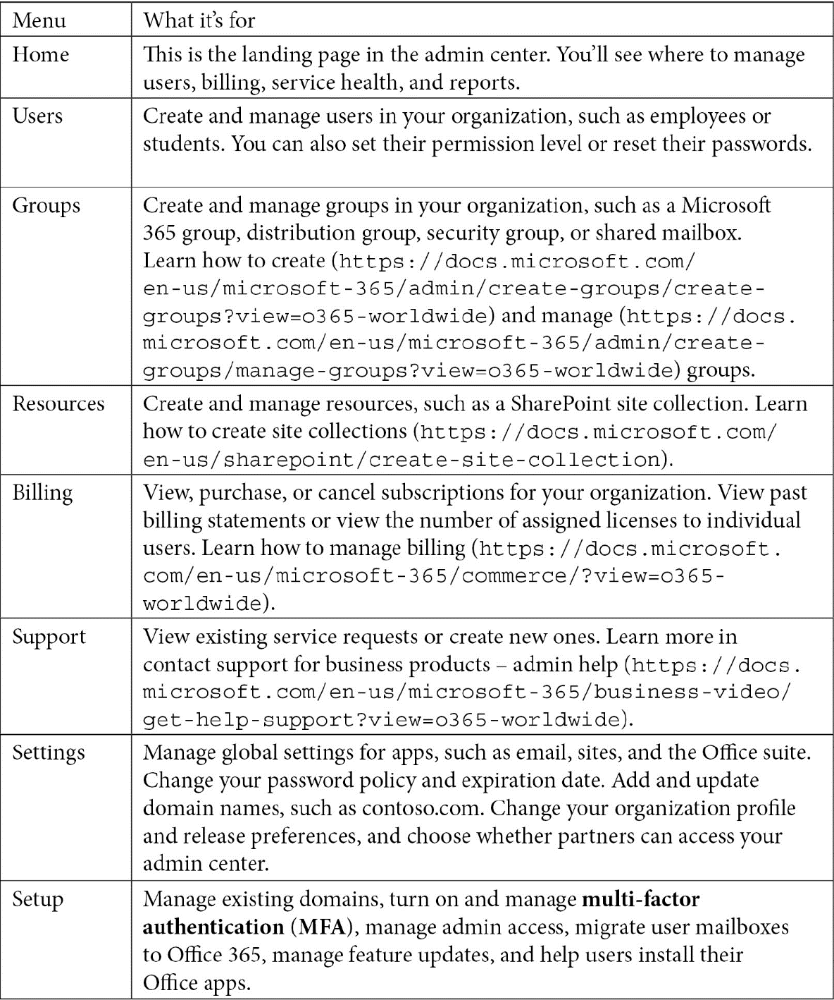 Menu What it's for
Home This is the landing page in the admin center. You'll see where to manage
users, billing, service health, and reports.
Users Create and manage users in your organization, such as employees or
students. You can also set their permission level or reset their passwords.
Groups Create and manage groups in your organization, such as a Microsoft
365 group, distribution group, security group, or shared mailbox.
Learn how to create (https://docs.microsoft.com/
en-us/microsoft-365/admin/create-groups/create-
groups?view=o365-worldwide) and manage (https://docs.
microsoft.com/en-us/microsoft-365/admin/create-
groups/manage-groups?view=o365-worldwide) groups.
Resources Create and manage resources, such as a SharePoint site collection. Learn
how to create site collections (https://docs.microsoft.com/
en-us/sharepoint/create-site-collection).
Billing View, purchase, or cancel subscriptions for your organization. View past
billing statements or view the number of assigned licenses to individual
users. Learn how to manage billing (https://docs.microsoft.
com/en-us/microsoft-365/commerce/?view=o365-
worldwide).
Support View existing service requests or create new ones. Learn more in
contact support for business products – admin help (https://docs.
microsoft.com/en-us/microsoft-365/business-video/
get-help-support?view=o365-worldwide).
Settings Manage global settings for apps, such as email, sites, and the Office suite.
Change your password policy and expiration date. Add and update
domain names, such as contoso.com. Change your organization profile
and release preferences, and choose whether partners can access your
admin center.
Setup Manage existing domains, turn on and manage multi-factor
authentication (MFA), manage admin access, migrate user mailboxes
to Office 365, manage feature updates, and help users install their
Office apps.